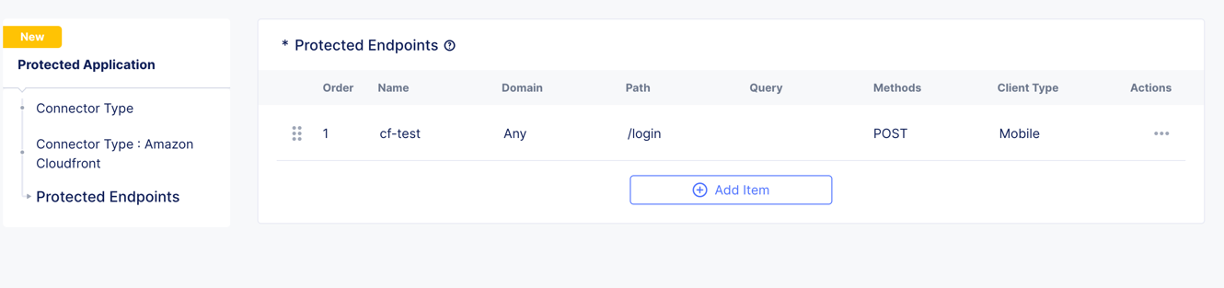 New
Protected Application
Connector Type
Connector Type : Amazon
Cloudfront
Protected Endpoints
* Protected Endpoints
Order Name Domain Path Query Methods Client Type Actions
1 cf-test Any /login POST Mobile
Add Item